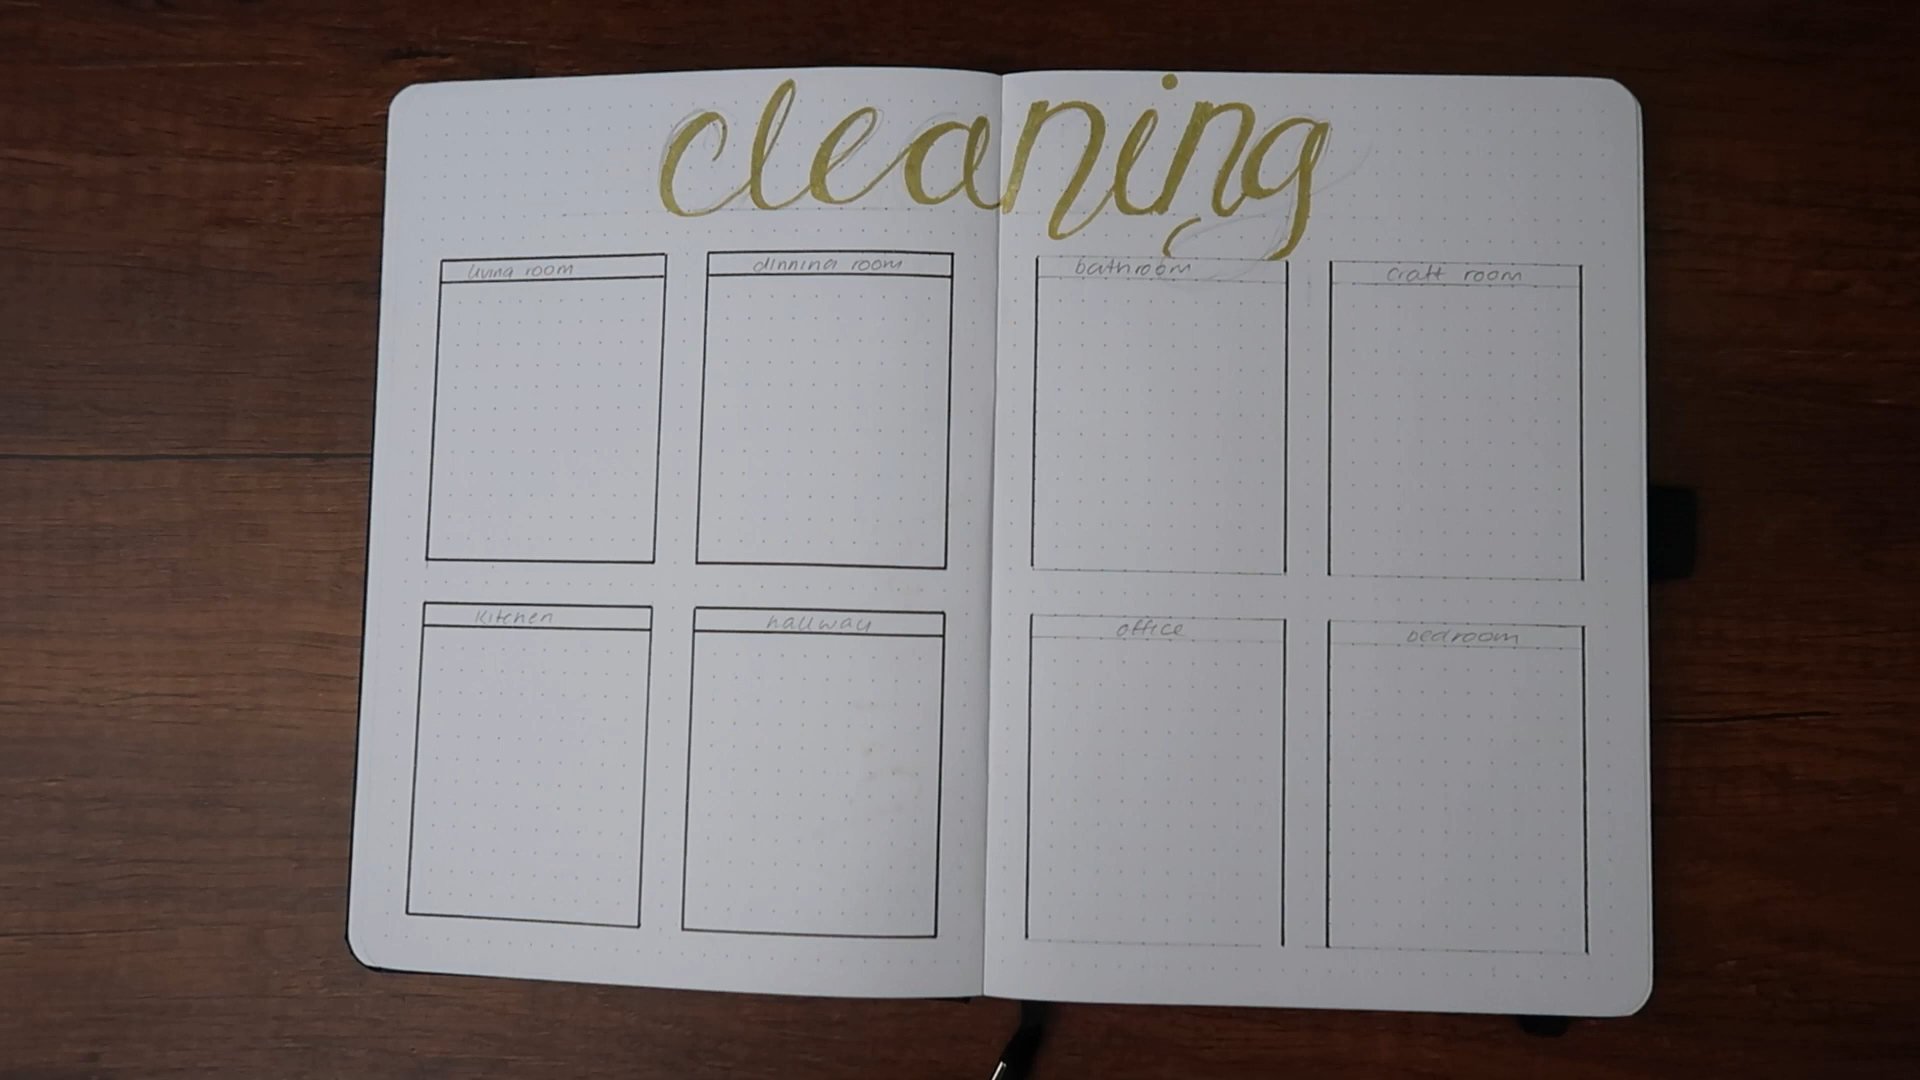 cleaning
living room
dinning room
bathroom
craft room
kitchen
hallway
office
bedroom